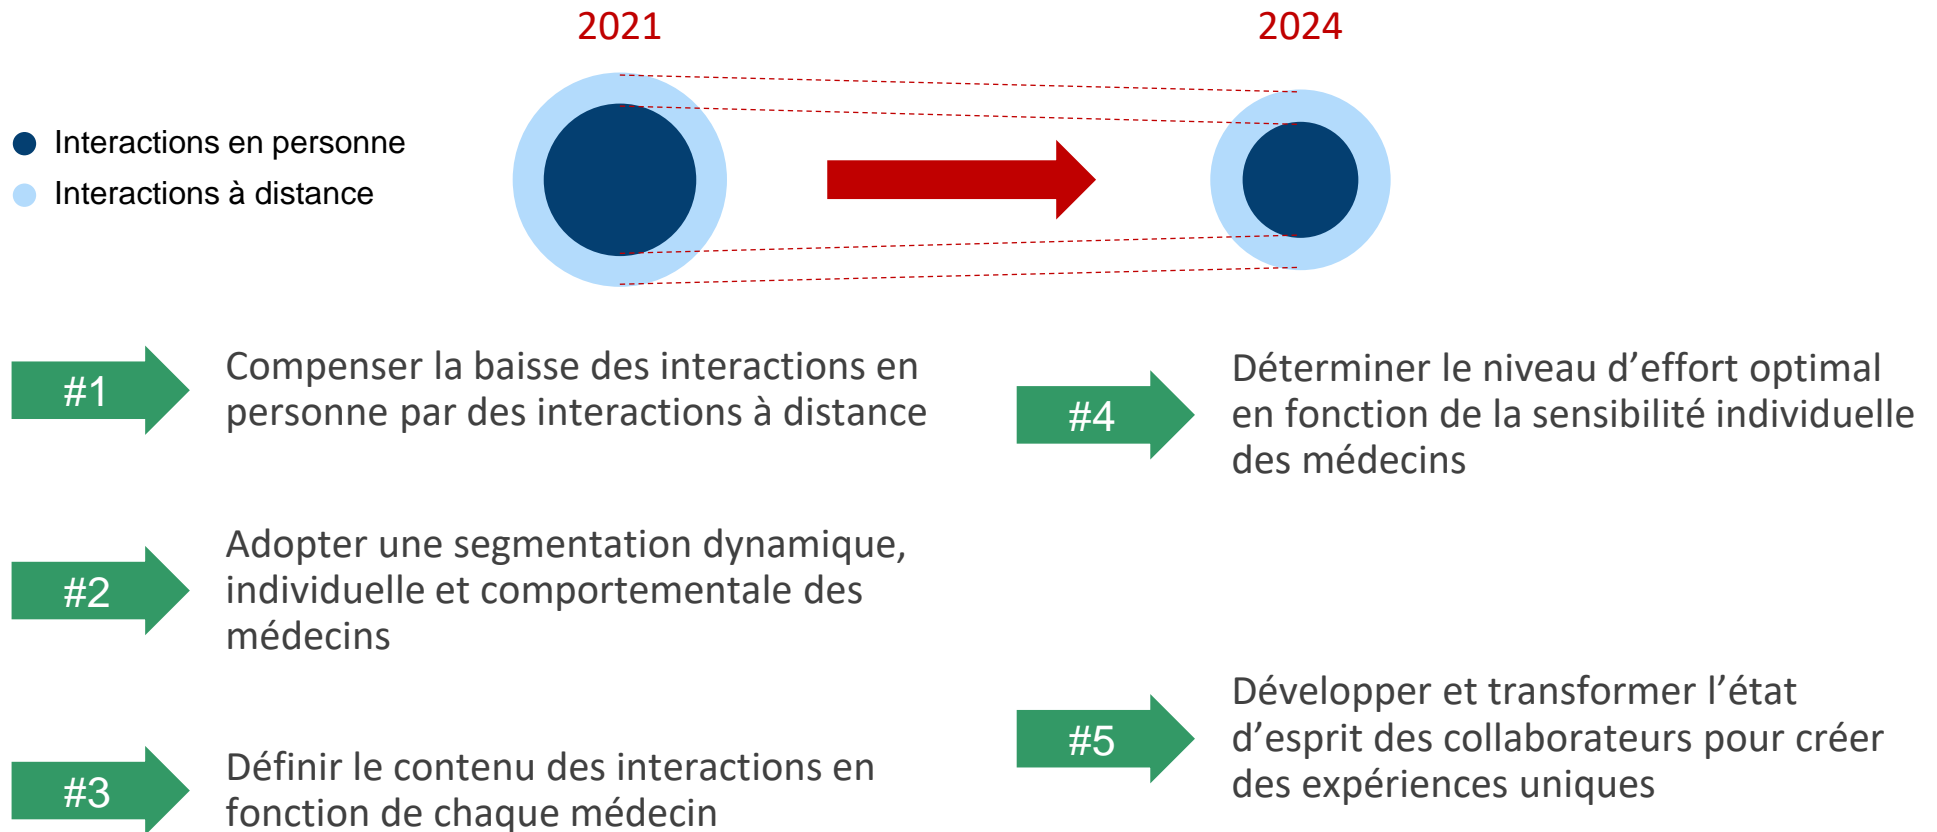 2021
2024
Interactions en personne
Interactions à distance
#1
Compenser la baisse des interactions en
personne par des interactions à distance
#2
Adopter une segmentation dynamique,
individuelle et comportementale des
médecins
#3
Définir le contenu des interactions en
fonction de chaque médecin
#4
Déterminer le niveau d’effort optimal
en fonction de la sensibilité individuelle
des médecins
#5
Développer et transformer l’état
d’esprit des collaborateurs pour créer
des expériences uniques